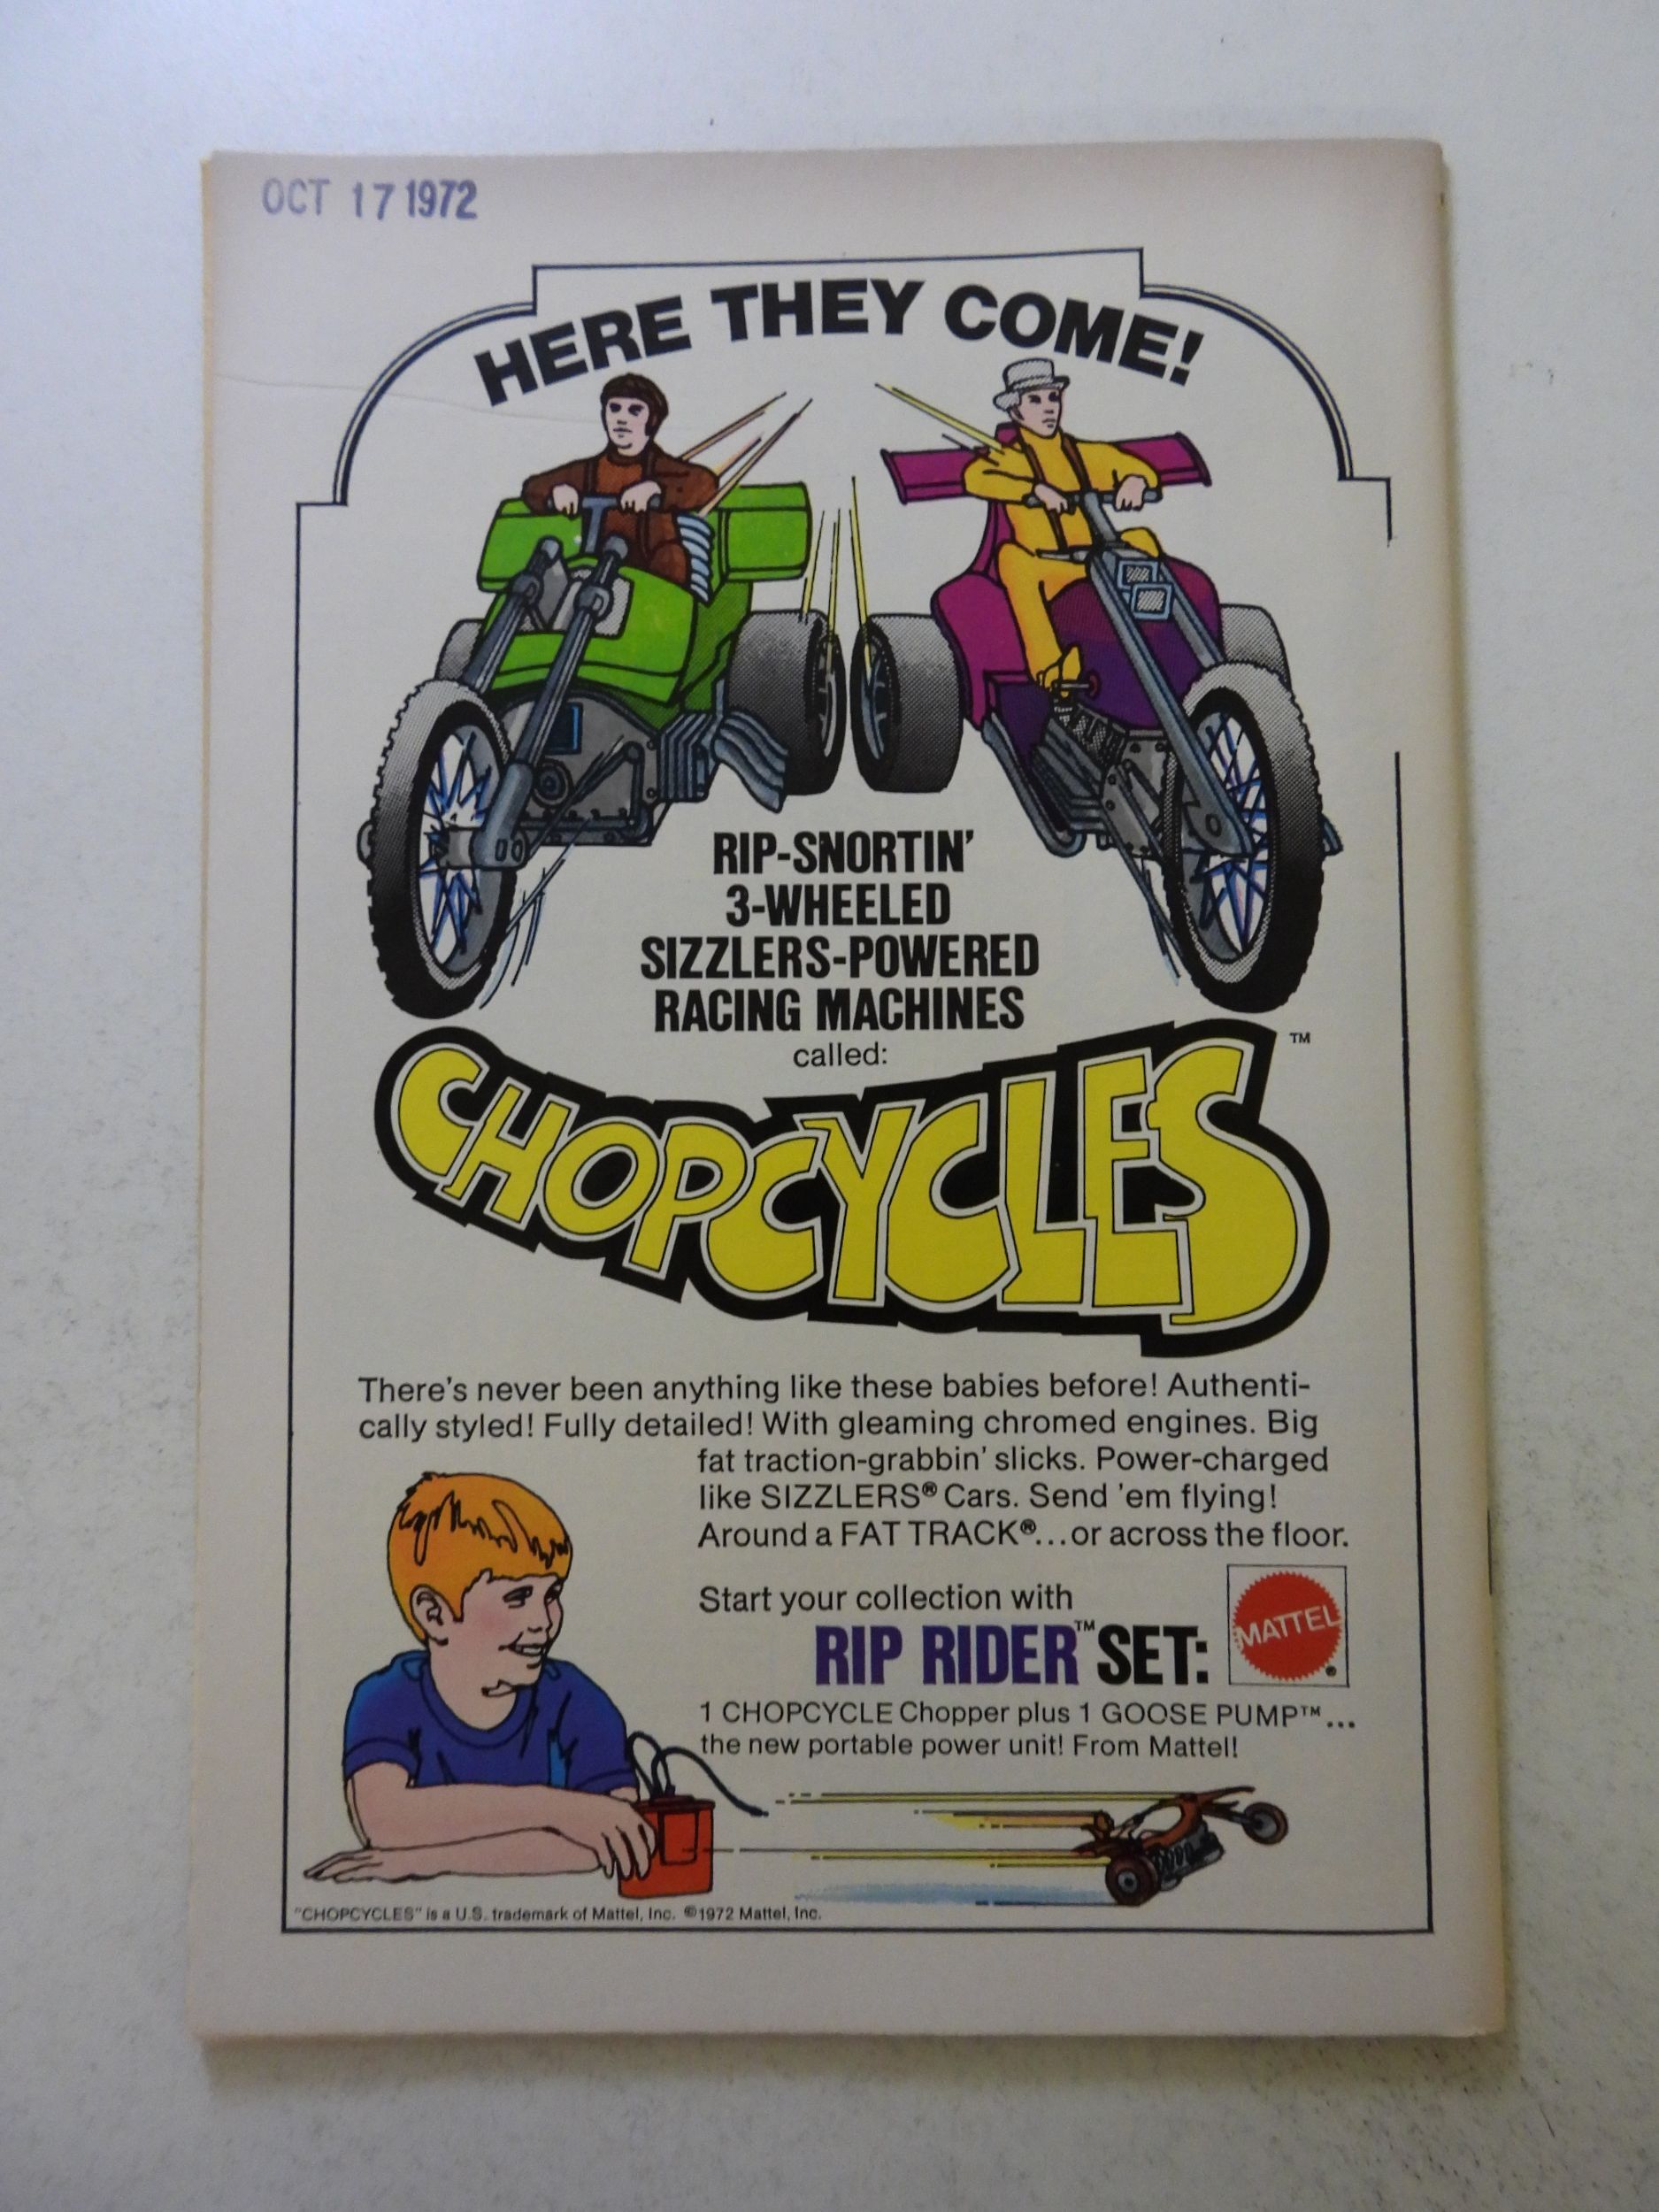 OCT 17 1972
HERE THEY COME!
RIP-SNORTIN'
3-WHEELED
SIZZLERS-POWERED
RACING MACHINES
called:
CHOPCYCLES™
There's never been anything like these babies before! Authenti-
cally styled! Fully detailed! With gleaming chromed engines. Big
fat traction-grabbin' slicks. Power-charged
like SIZZLERS® Cars. Send 'em flying!
Around a FAT TRACK®...or across the floor.
Start your collection with
RIP RIDER™ SET:
MATTEL®
1 CHOPCYCLE Chopper plus 1 GOOSE PUMP™...
the new portable power unit! From Mattel!
"CHOPCYCLES" is a U.S. trademark of Mattel, Inc. ©1972 Mattel, Inc.